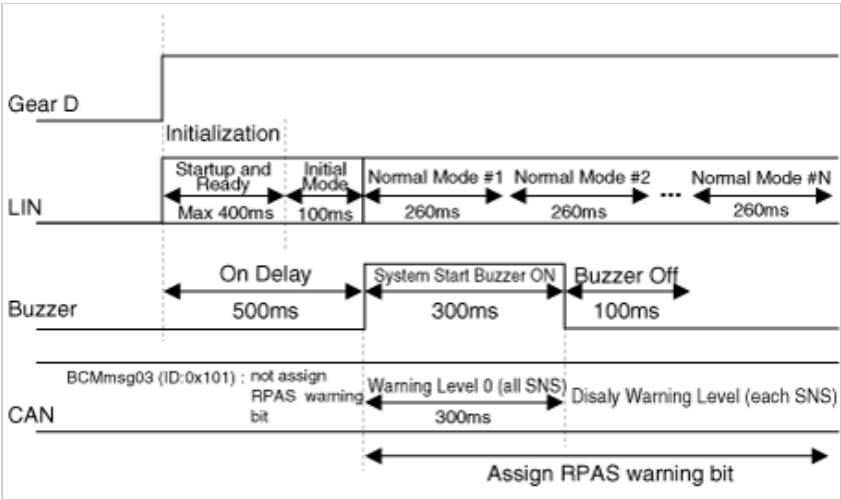 Gear D
Initialization
Startup and
Ready
Max 400ms
Initial
Mode
100ms
Normal Mode #1
260ms
Normal Mode #2
260ms
...
Normal Mode #N
260ms
LIN
On Delay
500ms
System Start Buzzer ON
300ms
Buzzer Off
100ms
Buzzer
BCMmsg03 (ID:0x101) : not assign
RPAS warning
bit
Warning Level 0 (all SNS)
300ms
Disaly Warning Level (each SNS)
CAN
Assign RPAS warning bit